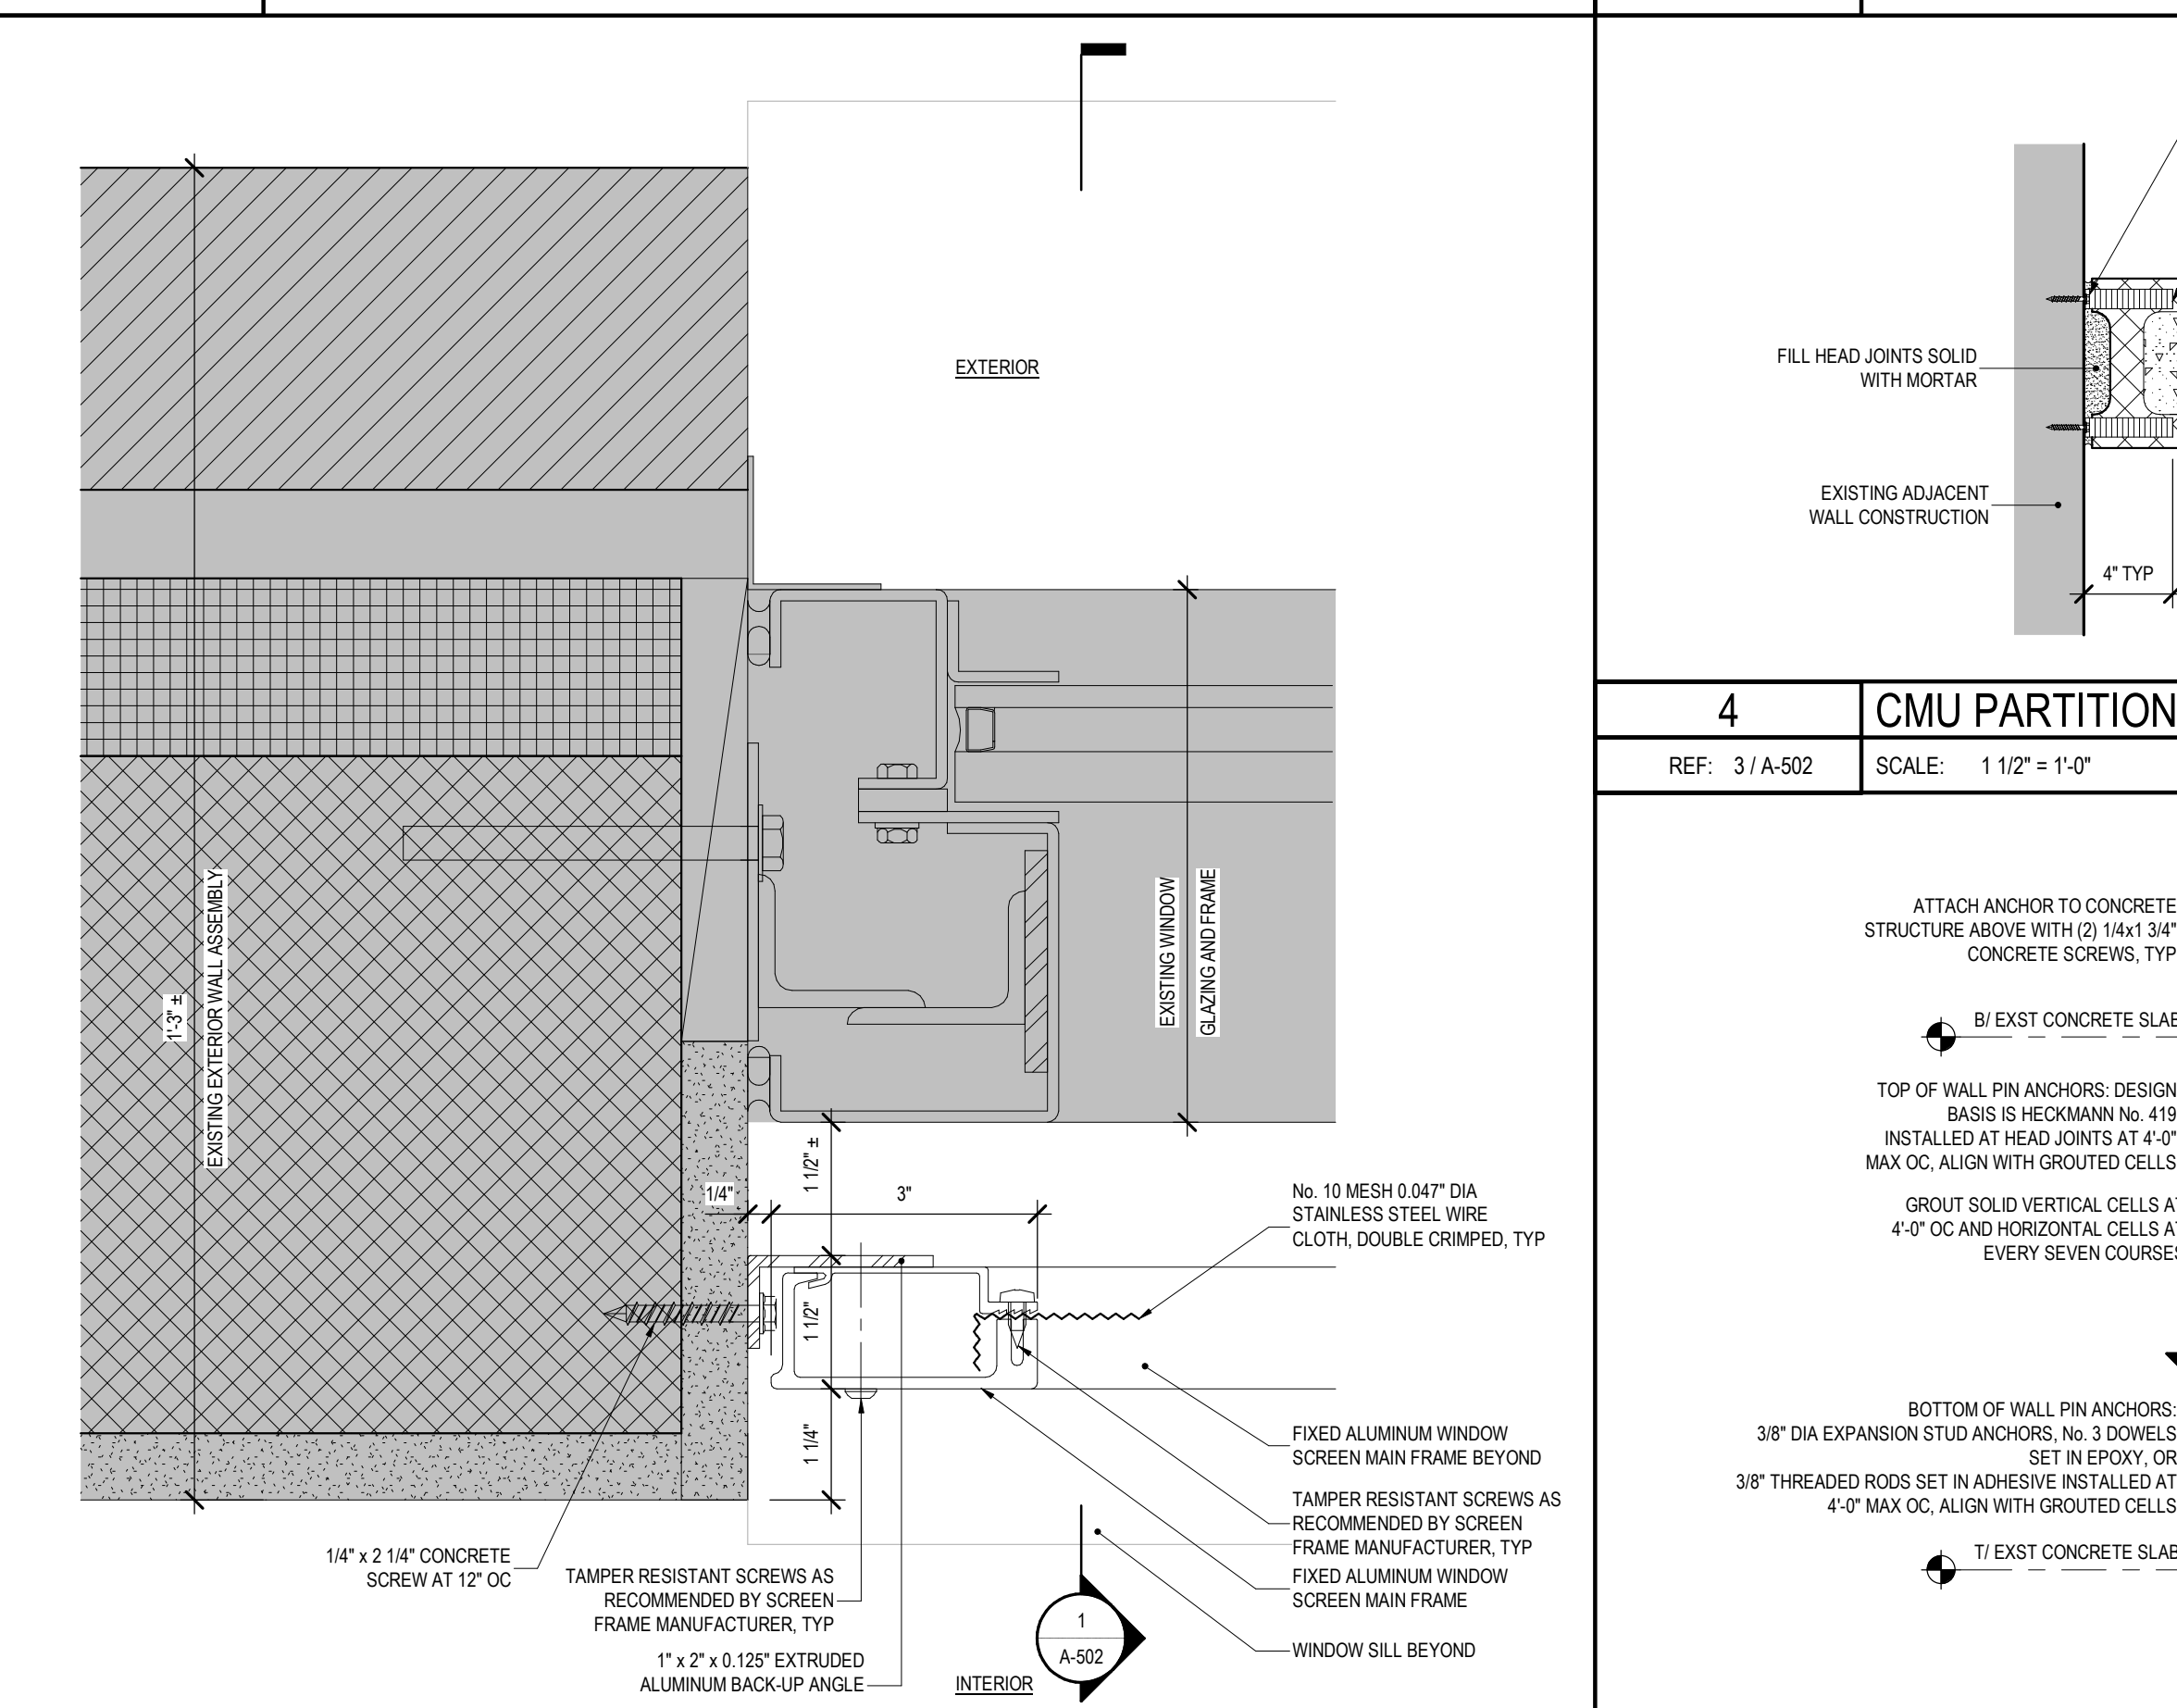 EXTERIOR
EXISTING EXTERIOR WALL ASSEMBLY
1'-3" ±
EXISTING WINDOW
GLAZING AND FRAME
1 1/2" ±
1/4"
3"
1 1/2"
1 1/4"
No. 10 MESH 0.047" DIA
STAINLESS STEEL WIRE
CLOTH, DOUBLE CRIMPED, TYP
FIXED ALUMINUM WINDOW
SCREEN MAIN FRAME BEYOND
TAMPER RESISTANT SCREWS AS
RECOMMENDED BY SCREEN
FRAME MANUFACTURER, TYP
FIXED ALUMINUM WINDOW
SCREEN MAIN FRAME
WINDOW SILL BEYOND
1/4" x 2 1/4" CONCRETE
SCREW AT 12" OC
TAMPER RESISTANT SCREWS AS
RECOMMENDED BY SCREEN
FRAME MANUFACTURER, TYP
1" x 2" x 0.125" EXTRUDED
ALUMINUM BACK-UP ANGLE
INTERIOR
1
A-502
FILL HEAD JOINTS SOLID
WITH MORTAR
EXISTING ADJACENT
WALL CONSTRUCTION
4" TYP
4
CMU PARTITION
REF: 3 / A-502
SCALE: 1 1/2" = 1'-0"
ATTACH ANCHOR TO CONCRETE
STRUCTURE ABOVE WITH (2) 1/4x1 3/4"
CONCRETE SCREWS, TYP
B/ EXST CONCRETE SLAB
TOP OF WALL PIN ANCHORS: DESIGN
BASIS IS HECKMANN No. 419
INSTALLED AT HEAD JOINTS AT 4'-0"
MAX OC, ALIGN WITH GROUTED CELLS
GROUT SOLID VERTICAL CELLS AT
4'-0" OC AND HORIZONTAL CELLS AT
EVERY SEVEN COURSES
BOTTOM OF WALL PIN ANCHORS:
3/8" DIA EXPANSION STUD ANCHORS, No. 3 DOWELS
SET IN EPOXY, OR
3/8" THREADED RODS SET IN ADHESIVE INSTALLED AT
4'-0" MAX OC, ALIGN WITH GROUTED CELLS
T/ EXST CONCRETE SLAB